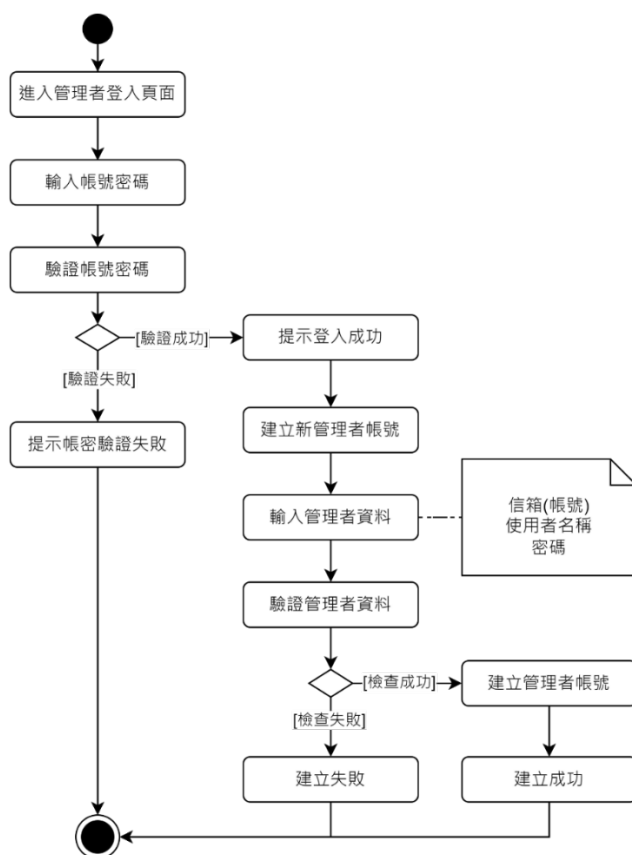 進入管理者登入頁面
輸入帳號密碼
驗證帳號密碼
[驗證成功]
提示登入成功
[驗證失敗]
提示帳密驗證失敗
建立新管理者帳號
輸入管理者資料
信箱(帳號)
使用者名稱
密碼
驗證管理者資料
[檢查成功]
建立管理者帳號
[檢查失敗]
建立失敗
建立成功